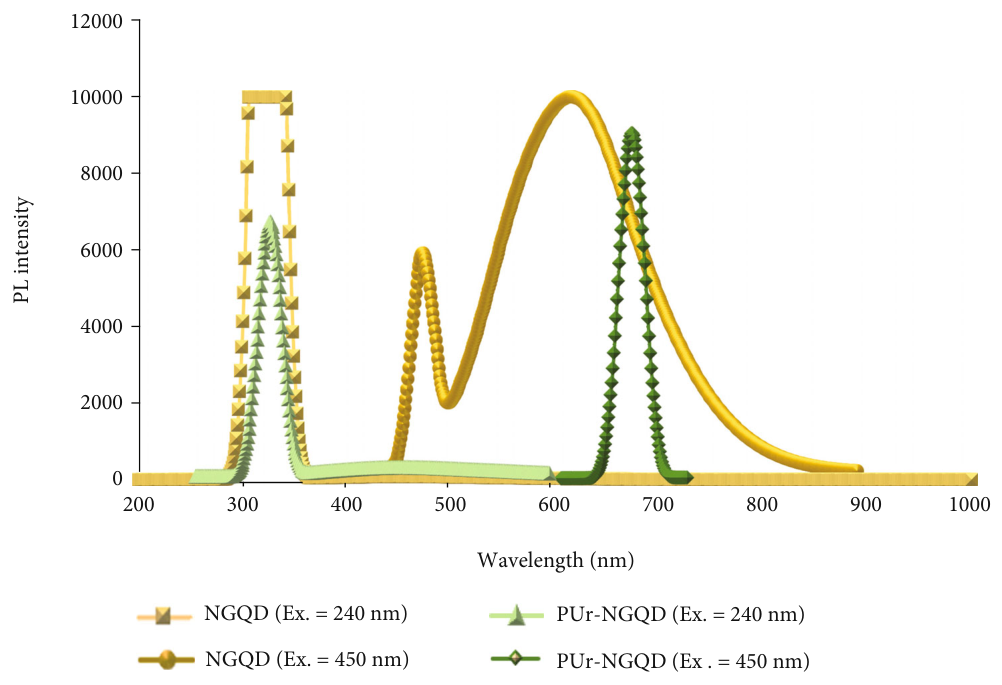 12000
10000
8000
6000
4000
2000
0
PL intensity
200 300 400 500 600 700 800 900 1000
Wavelength (nm)
NGQD (Ex. = 240 nm) PUr-NGQD (Ex. = 240 nm)
NGQD (Ex. = 450 nm) PUr-NGQD (Ex . = 450 nm)